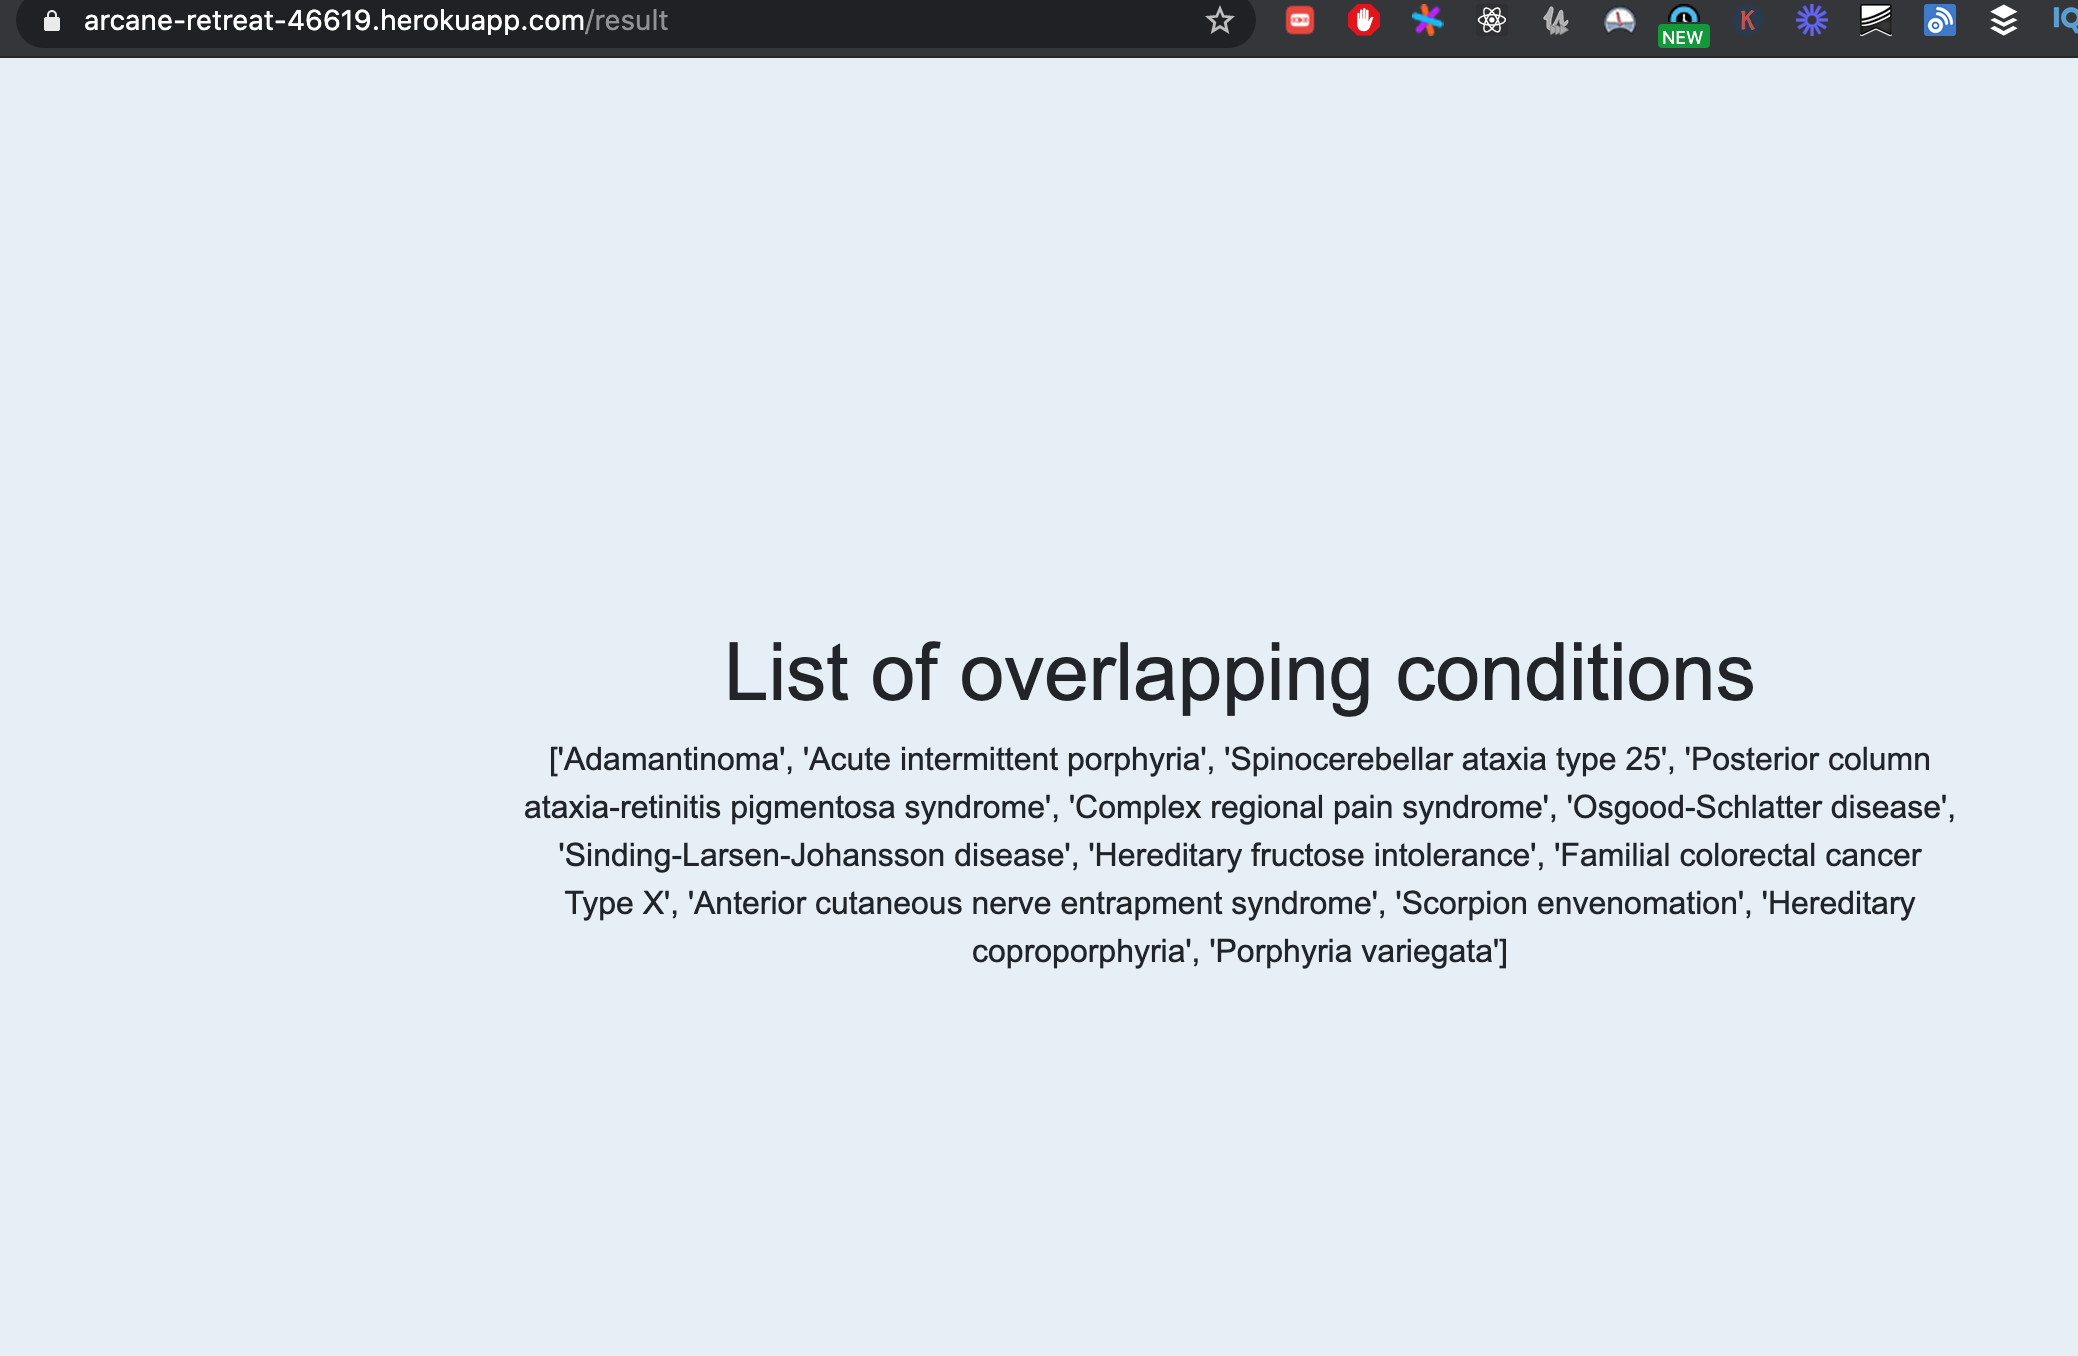 arcane-retreat-46619.herokuapp.com/result
NEW
K
IQ
List of overlapping conditions
['Adamantinoma', 'Acute intermittent porphyria', 'Spinocerebellar ataxia type 25', 'Posterior column
ataxia-retinitis pigmentosa syndrome', 'Complex regional pain syndrome', 'Osgood-Schlatter disease',
'Sinding-Larsen-Johansson disease', 'Hereditary fructose intolerance', 'Familial colorectal cancer
Type X', 'Anterior cutaneous nerve entrapment syndrome', 'Scorpion envenomation', 'Hereditary
coproporphyria', 'Porphyria variegata']